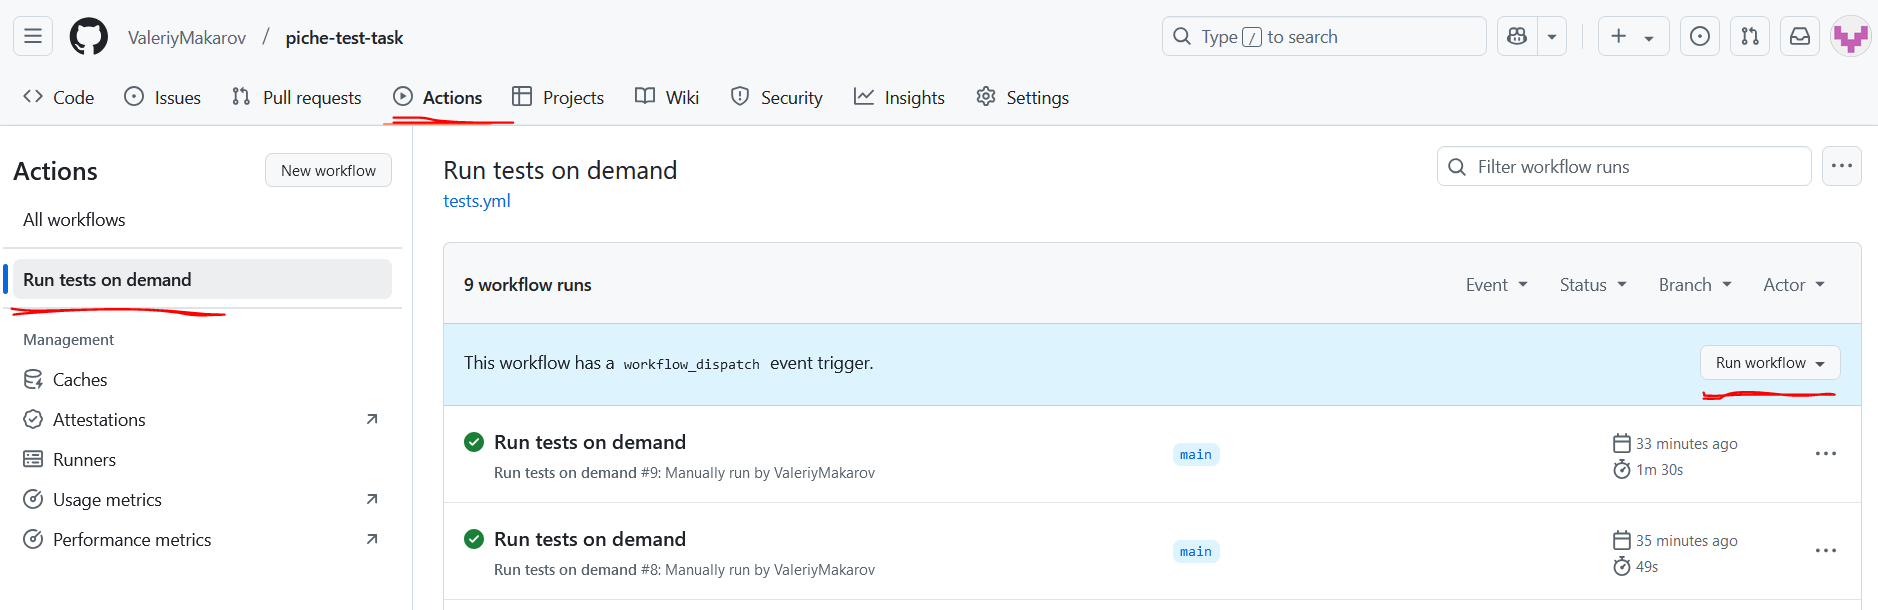 ValeriyMakarov / piche-test-task
Type / to search
Code Issues Pull requests Actions Projects Wiki Security Insights Settings
Actions
New workflow
All workflows
Run tests on demand
Management
Caches
Attestations
Runners
Usage metrics
Performance metrics
Run tests on demand
tests.yml
Filter workflow runs
9 workflow runs
Event Status Branch Actor
This workflow has a workflow_dispatch event trigger.
Run workflow
Run tests on demand
Run tests on demand #9: Manually run by ValeriyMakarov
main
33 minutes ago
1m 30s
Run tests on demand
Run tests on demand #8: Manually run by ValeriyMakarov
main
35 minutes ago
49s